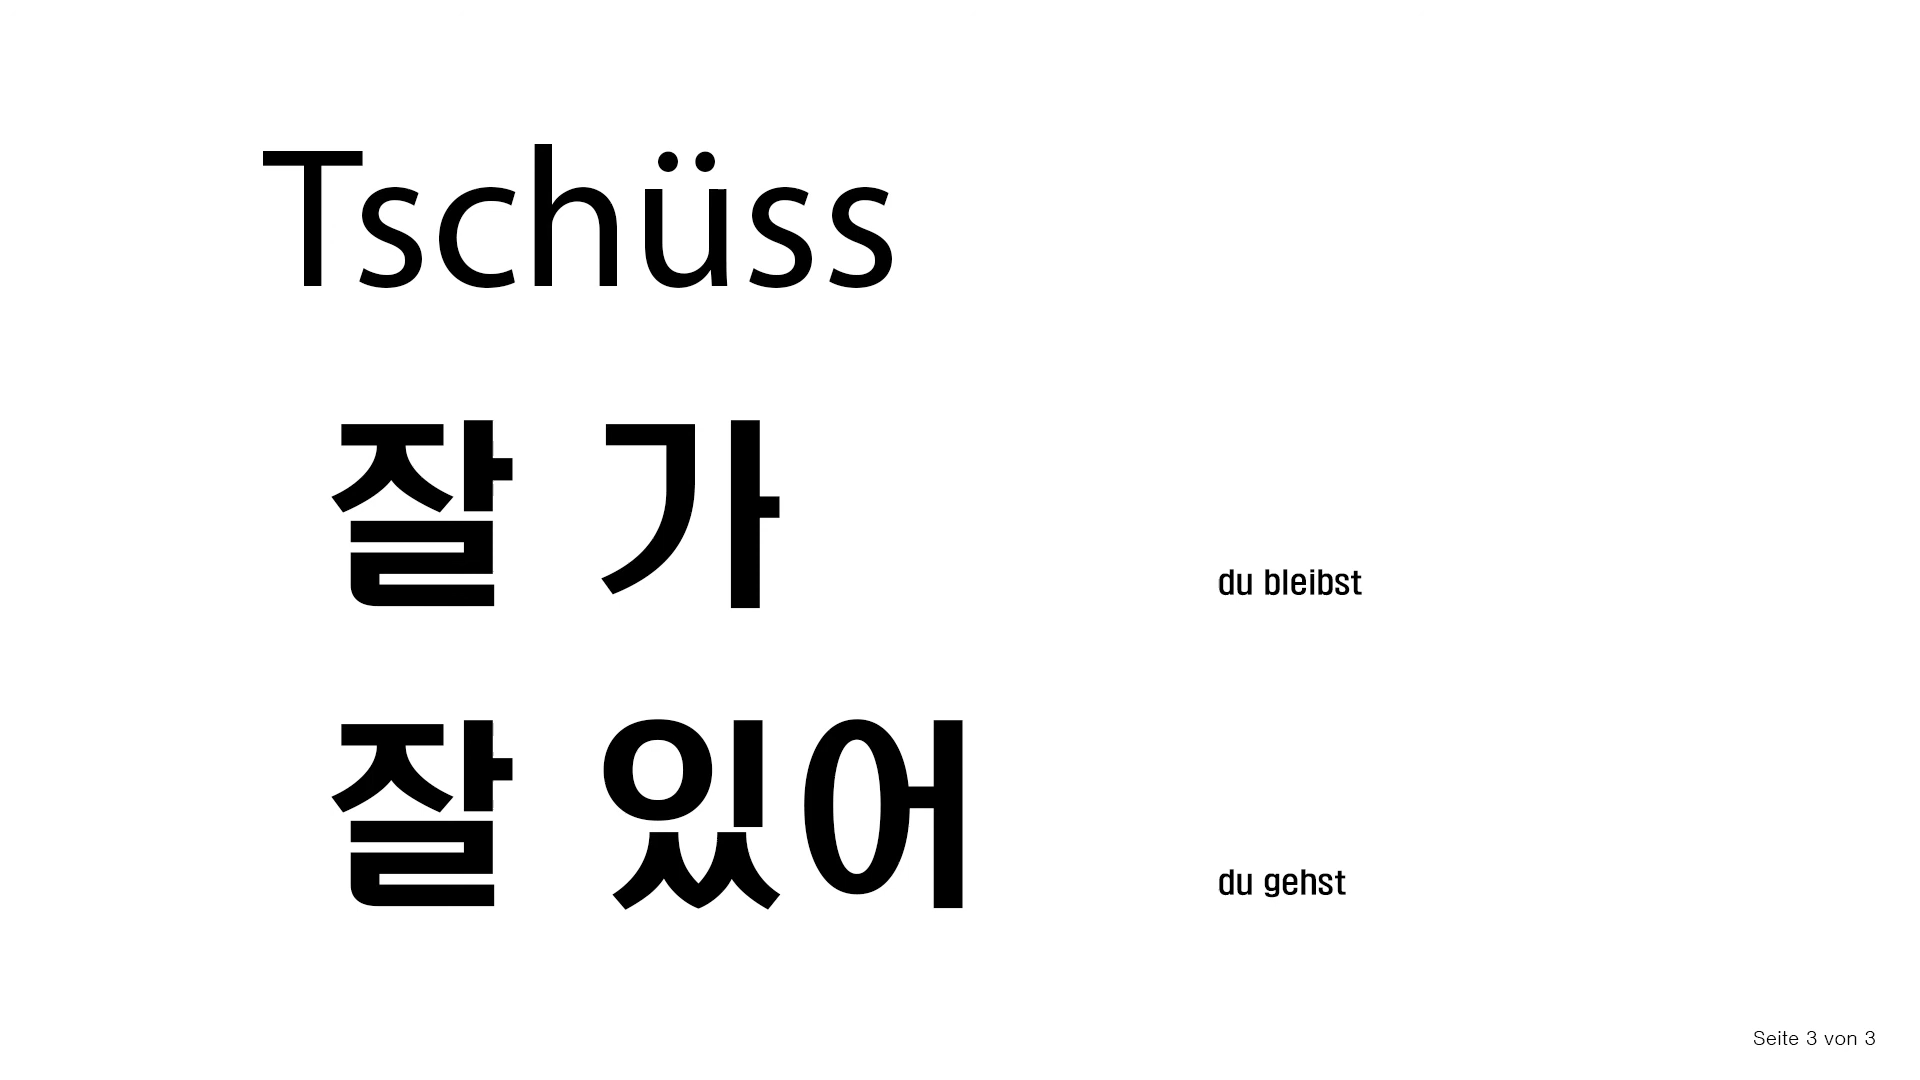 Tschüss
잘 가
du bleibst
잘 있어
du gehst
Seite 3 von 3